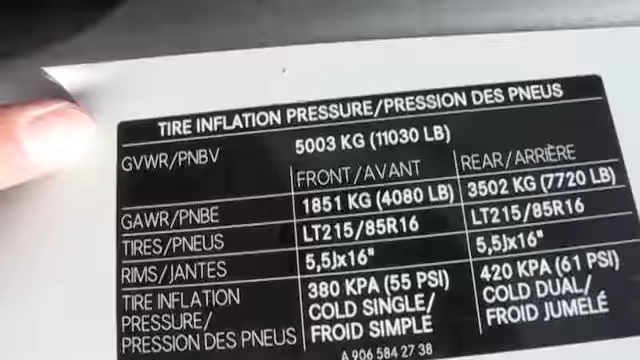 TIRE INFLATION PRESSURE/PRESSION DES PNEUS
GVWR/PNBV 5003 KG (11030 LB)
FRONT/AVANT REAR/ARRIÈRE
GAWR/PNBE 1851 KG (4080 LB) 3502 KG (7720 LB)
TIRES/PNEUS LT215/85R16 LT215/85R16
RIMS/JANTES 5,5Jx16" 5,5Jx16"
TIRE INFLATION 380 KPA (55 PSI) 420 KPA (61 PSI)
PRESSURE/ COLD SINGLE/ COLD DUAL/
PRESSION DES PNEUS FROID SIMPLE FROID JUMELÉ
A 906 584 27 38